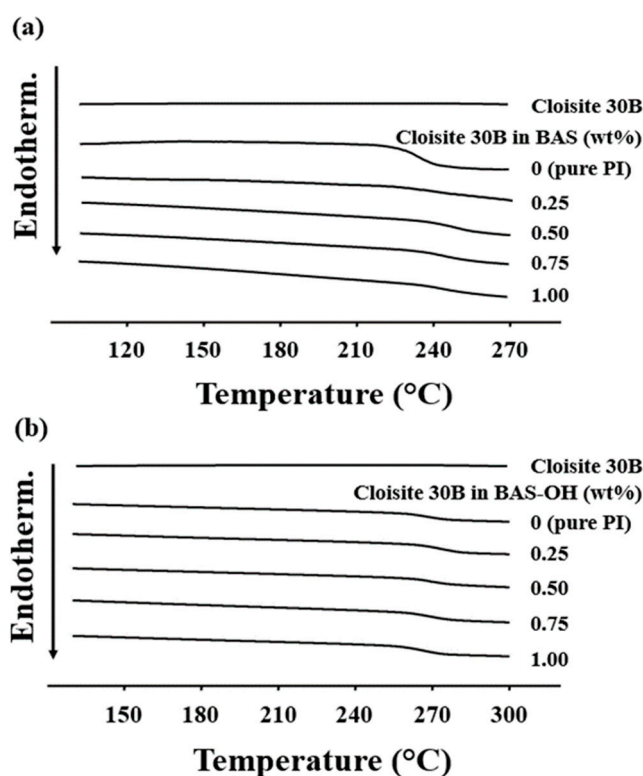 (a)
Endotherm.
Cloisite 30B
Cloisite 30B in BAS (wt%)
0 (pure PI)
0.25
0.50
0.75
1.00
120 150 180 210 240 270
Temperature (°C)
(b)
Endotherm.
Cloisite 30B
Cloisite 30B in BAS-OH (wt%)
0 (pure PI)
0.25
0.50
0.75
1.00
150 180 210 240 270 300
Temperature (°C)